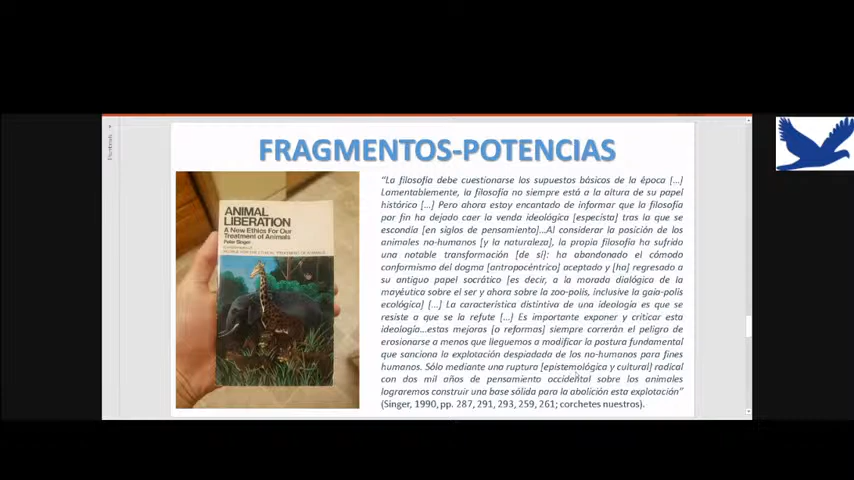 FRAGMENTOS-POTENCIAS
ANIMAL
LIBERATION
A New Ethics For Our
Treatment of Animals
Peter Singer
“La filosofía debe cuestionarse los supuestos básicos de la época [...]
Lamentablemente, la filosofía no siempre está a la altura de su papel
histórico [...] Pero ahora estoy encantado de informar que la filosofía
por fin ha dejado caer la venda ideológica [especista] tras la que se
escondía [en siglos de pensamiento]...Al considerar la posición de los
animales no-humanos [y la naturaleza], la propia filosofía ha sufrido
una notable transformación [de sí]: ha abandonado el cómodo
conformismo del dogma [antropocéntrico] aceptado y [ha] regresado a
su antiguo papel socrático [es decir, a la morada dialógica de la
mayéutica sobre el ser y ahora sobre la zoo-polis, inclusive la gaia-polis
ecológica] [...] La característica distintiva de una ideología es que se
resiste a que se la refute [...] Es importante exponer y criticar esta
ideología...estas mejoras [o reformas] siempre correrán el peligro de
erosionarse a menos que lleguemos a modificar la postura fundamental
que sanciona la explotación despiadada de los no-humanos para fines
humanos. Sólo mediante una ruptura [epistemológica y cultural] radical
con dos mil años de pensamiento occidental sobre los animales
lograremos construir una base sólida para la abolición esta explotación”
(Singer, 1990, pp. 287, 291, 293, 259, 261; corchetes nuestros).